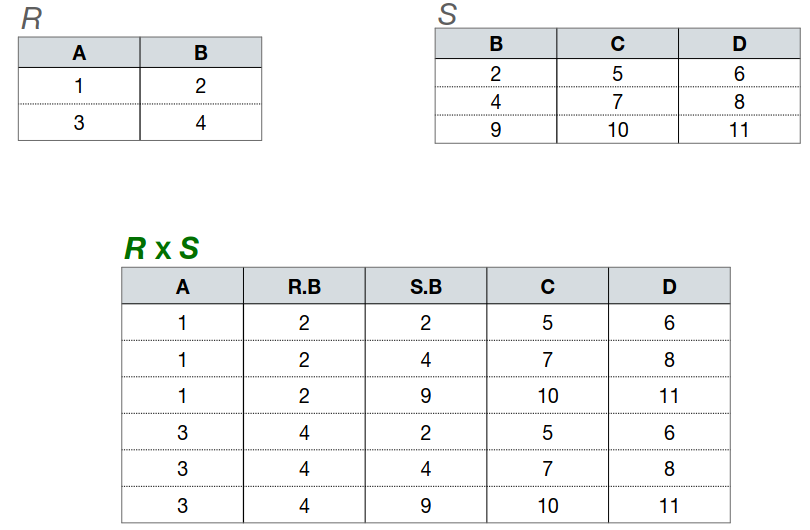 R
A B
1 2
3 4
S
B C D
2 5 6
4 7 8
9 10 11
R x S
A R.B S.B C D
1 2 2 5 6
1 2 4 7 8
1 2 9 10 11
3 4 2 5 6
3 4 4 7 8
3 4 9 10 11